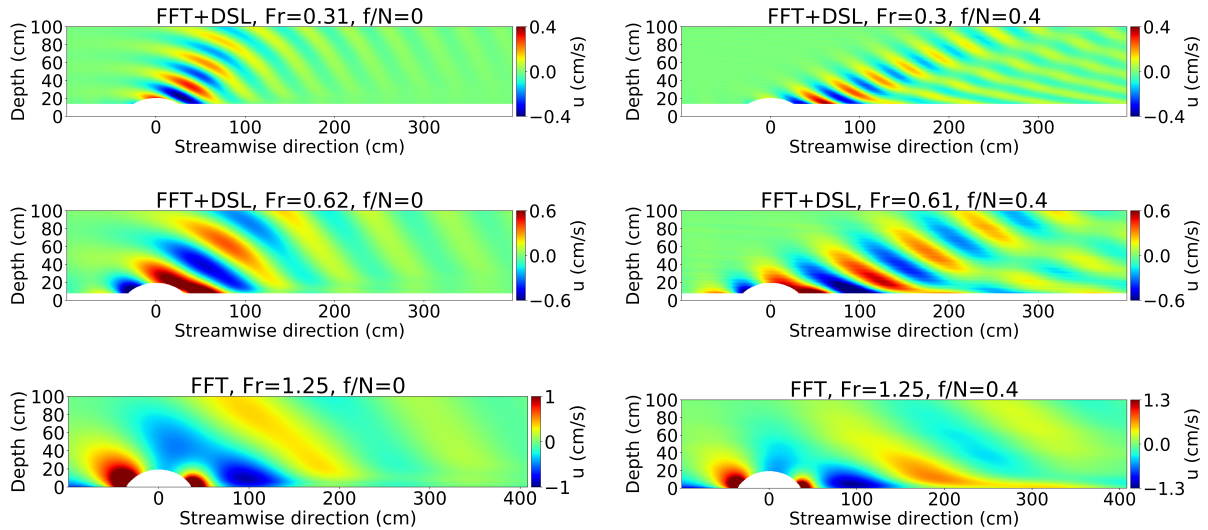 FFT+DSL, Fr=0.31, f/N=0
100
80
60
40
20
0
Depth (cm)
0 100 200 300
Streamwise direction (cm)
0.4
0.0
−0.4
u (cm/s)
FFT+DSL, Fr=0.3, f/N=0.4
100
80
60
40
20
0
Depth (cm)
0 100 200 300
Streamwise direction (cm)
0.4
0.0
−0.4
u (cm/s)
FFT+DSL, Fr=0.62, f/N=0
100
80
60
40
20
0
Depth (cm)
0 100 200 300
Streamwise direction (cm)
0.6
0.0
−0.6
u (cm/s)
FFT+DSL, Fr=0.61, f/N=0.4
100
80
60
40
20
0
Depth (cm)
0 100 200 300
Streamwise direction (cm)
0.6
0.0
−0.6
u (cm/s)
FFT, Fr=1.25, f/N=0
100
80
60
40
20
0
Depth (cm)
0 100 200 300 400
Streamwise direction (cm)
1
0
−1
u (cm/s)
FFT, Fr=1.25, f/N=0.4
100
80
60
40
20
0
Depth (cm)
0 100 200 300 400
Streamwise direction (cm)
1.3
0.0
−1.3
u (cm/s)